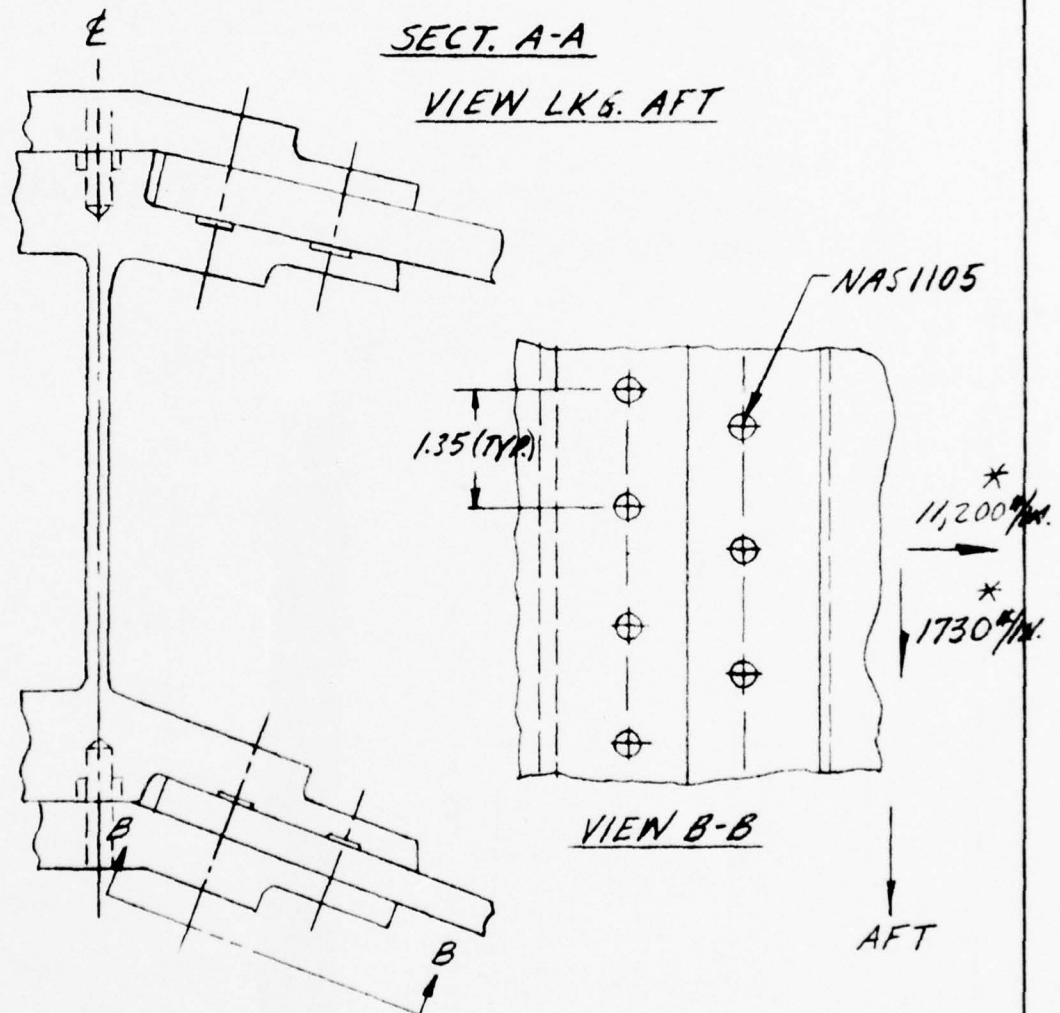 ℄
SECT. A-A
VIEW LKG. AFT
NAS1105
1.35 (TYP.)
*
11,200 #/IN.
*
1730 #/IN.
B
VIEW B-B
B
AFT